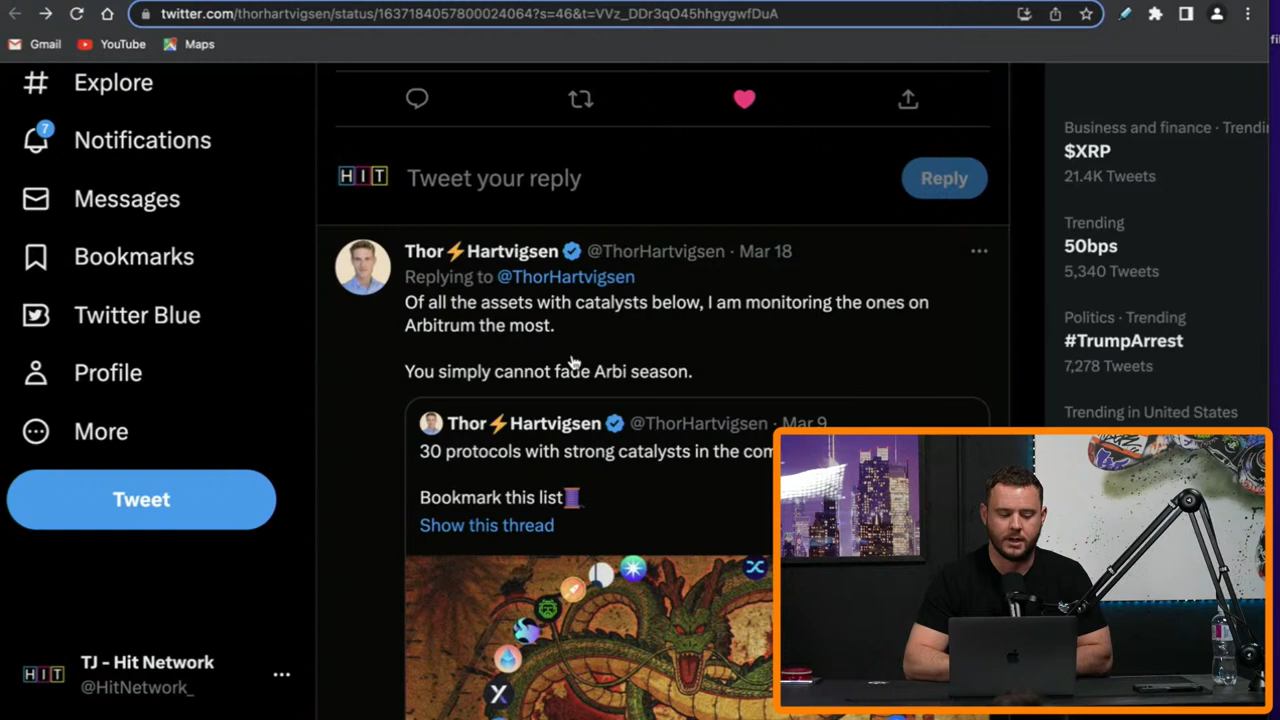 twitter.com/thorhartvigsen/status/1637184057800024064?s=46&t=VVz_DDr3qO45hhgygwfDuA
Gmail
YouTube
Maps
Explore
7
Notifications
Messages
Bookmarks
Twitter Blue
Profile
More
Tweet
TJ - Hit Network
@HitNetwork_
HIT
Tweet your reply
Reply
Thor⚡Hartvigsen @ThorHartvigsen · Mar 18
Replying to @ThorHartvigsen
Of all the assets with catalysts below, I am monitoring the ones on
Arbitrum the most.
You simply cannot fade Arbi season.
Thor⚡Hartvigsen @ThorHartvigsen · Mar 9
30 protocols with strong catalysts in the com
Bookmark this list🧵
Show this thread
Business and finance · Trendi
$XRP
21.4K Tweets
Trending
50bps
5,340 Tweets
Politics · Trending
#TrumpArrest
7,278 Tweets
Trending in United States
HIT